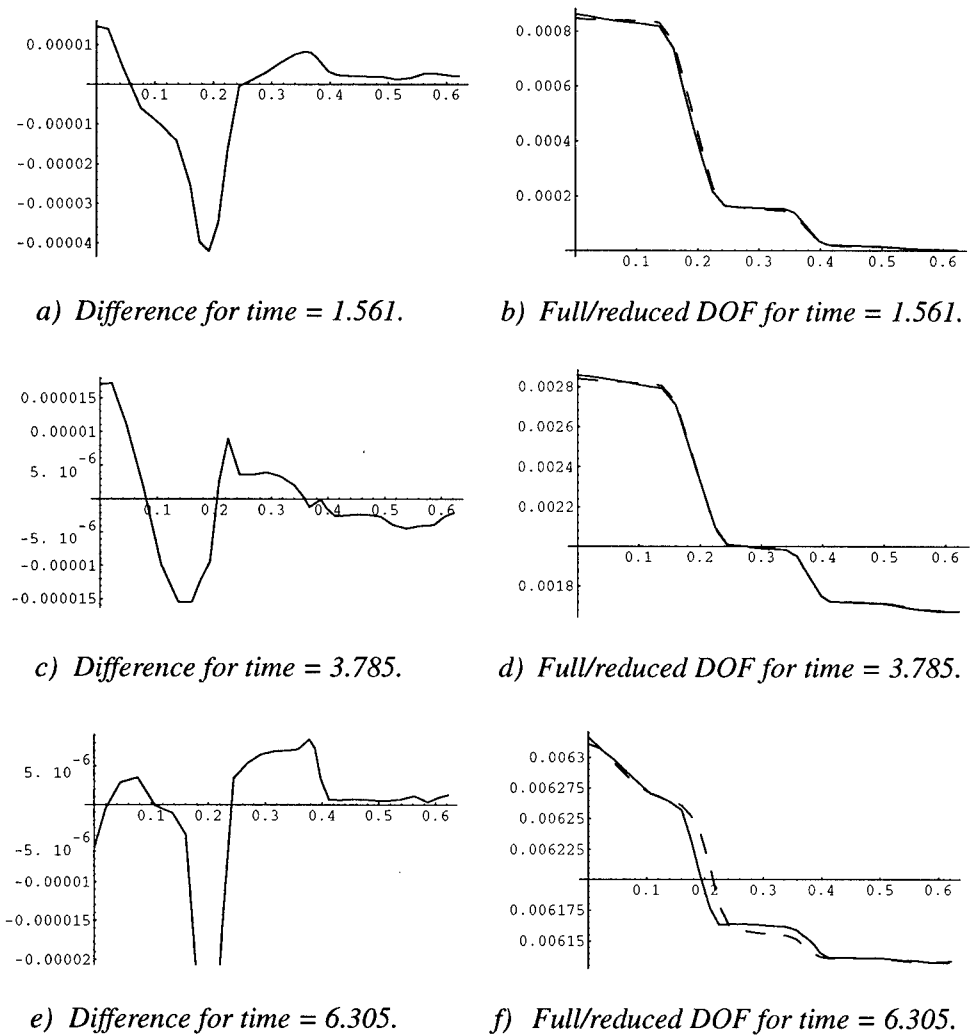 0.00001
-0.00001
-0.00002
-0.00003
-0.00004
0.1 0.2 0.3 0.4 0.5 0.6
0.0008
0.0006
0.0004
0.0002
0.1 0.2 0.3 0.4 0.5 0.6
a) Difference for time = 1.561.
b) Full/reduced DOF for time = 1.561.
0.000015
0.00001
5. 10^-6
-5. 10^-6
-0.00001
-0.000015
0.1 0.2 0.3 0.4 0.5 0.6
0.0028
0.0026
0.0024
0.0022
0.0018
0.1 0.2 0.3 0.4 0.5 0.6
c) Difference for time = 3.785.
d) Full/reduced DOF for time = 3.785.
5. 10^-6
-5. 10^-6
-0.00001
-0.000015
-0.00002
0.1 0.2 0.3 0.4 0.5 0.6
0.0063
0.006275
0.00625
0.006225
0.006175
0.00615
0.1 0.2 0.3 0.4 0.5 0.6
e) Difference for time = 6.305.
f) Full/reduced DOF for time = 6.305.